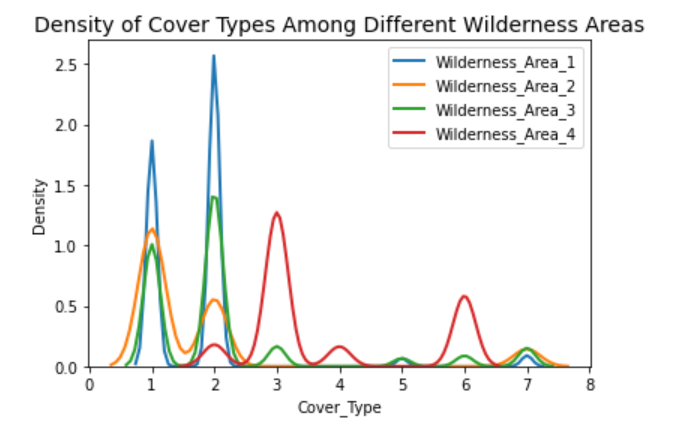 Density of Cover Types Among Different Wilderness Areas
Wilderness_Area_1
Wilderness_Area_2
Wilderness_Area_3
Wilderness_Area_4
Density
2.5
2.0
1.5
1.0
0.5
0.0
0 1 2 3 4 5 6 7 8
Cover_Type